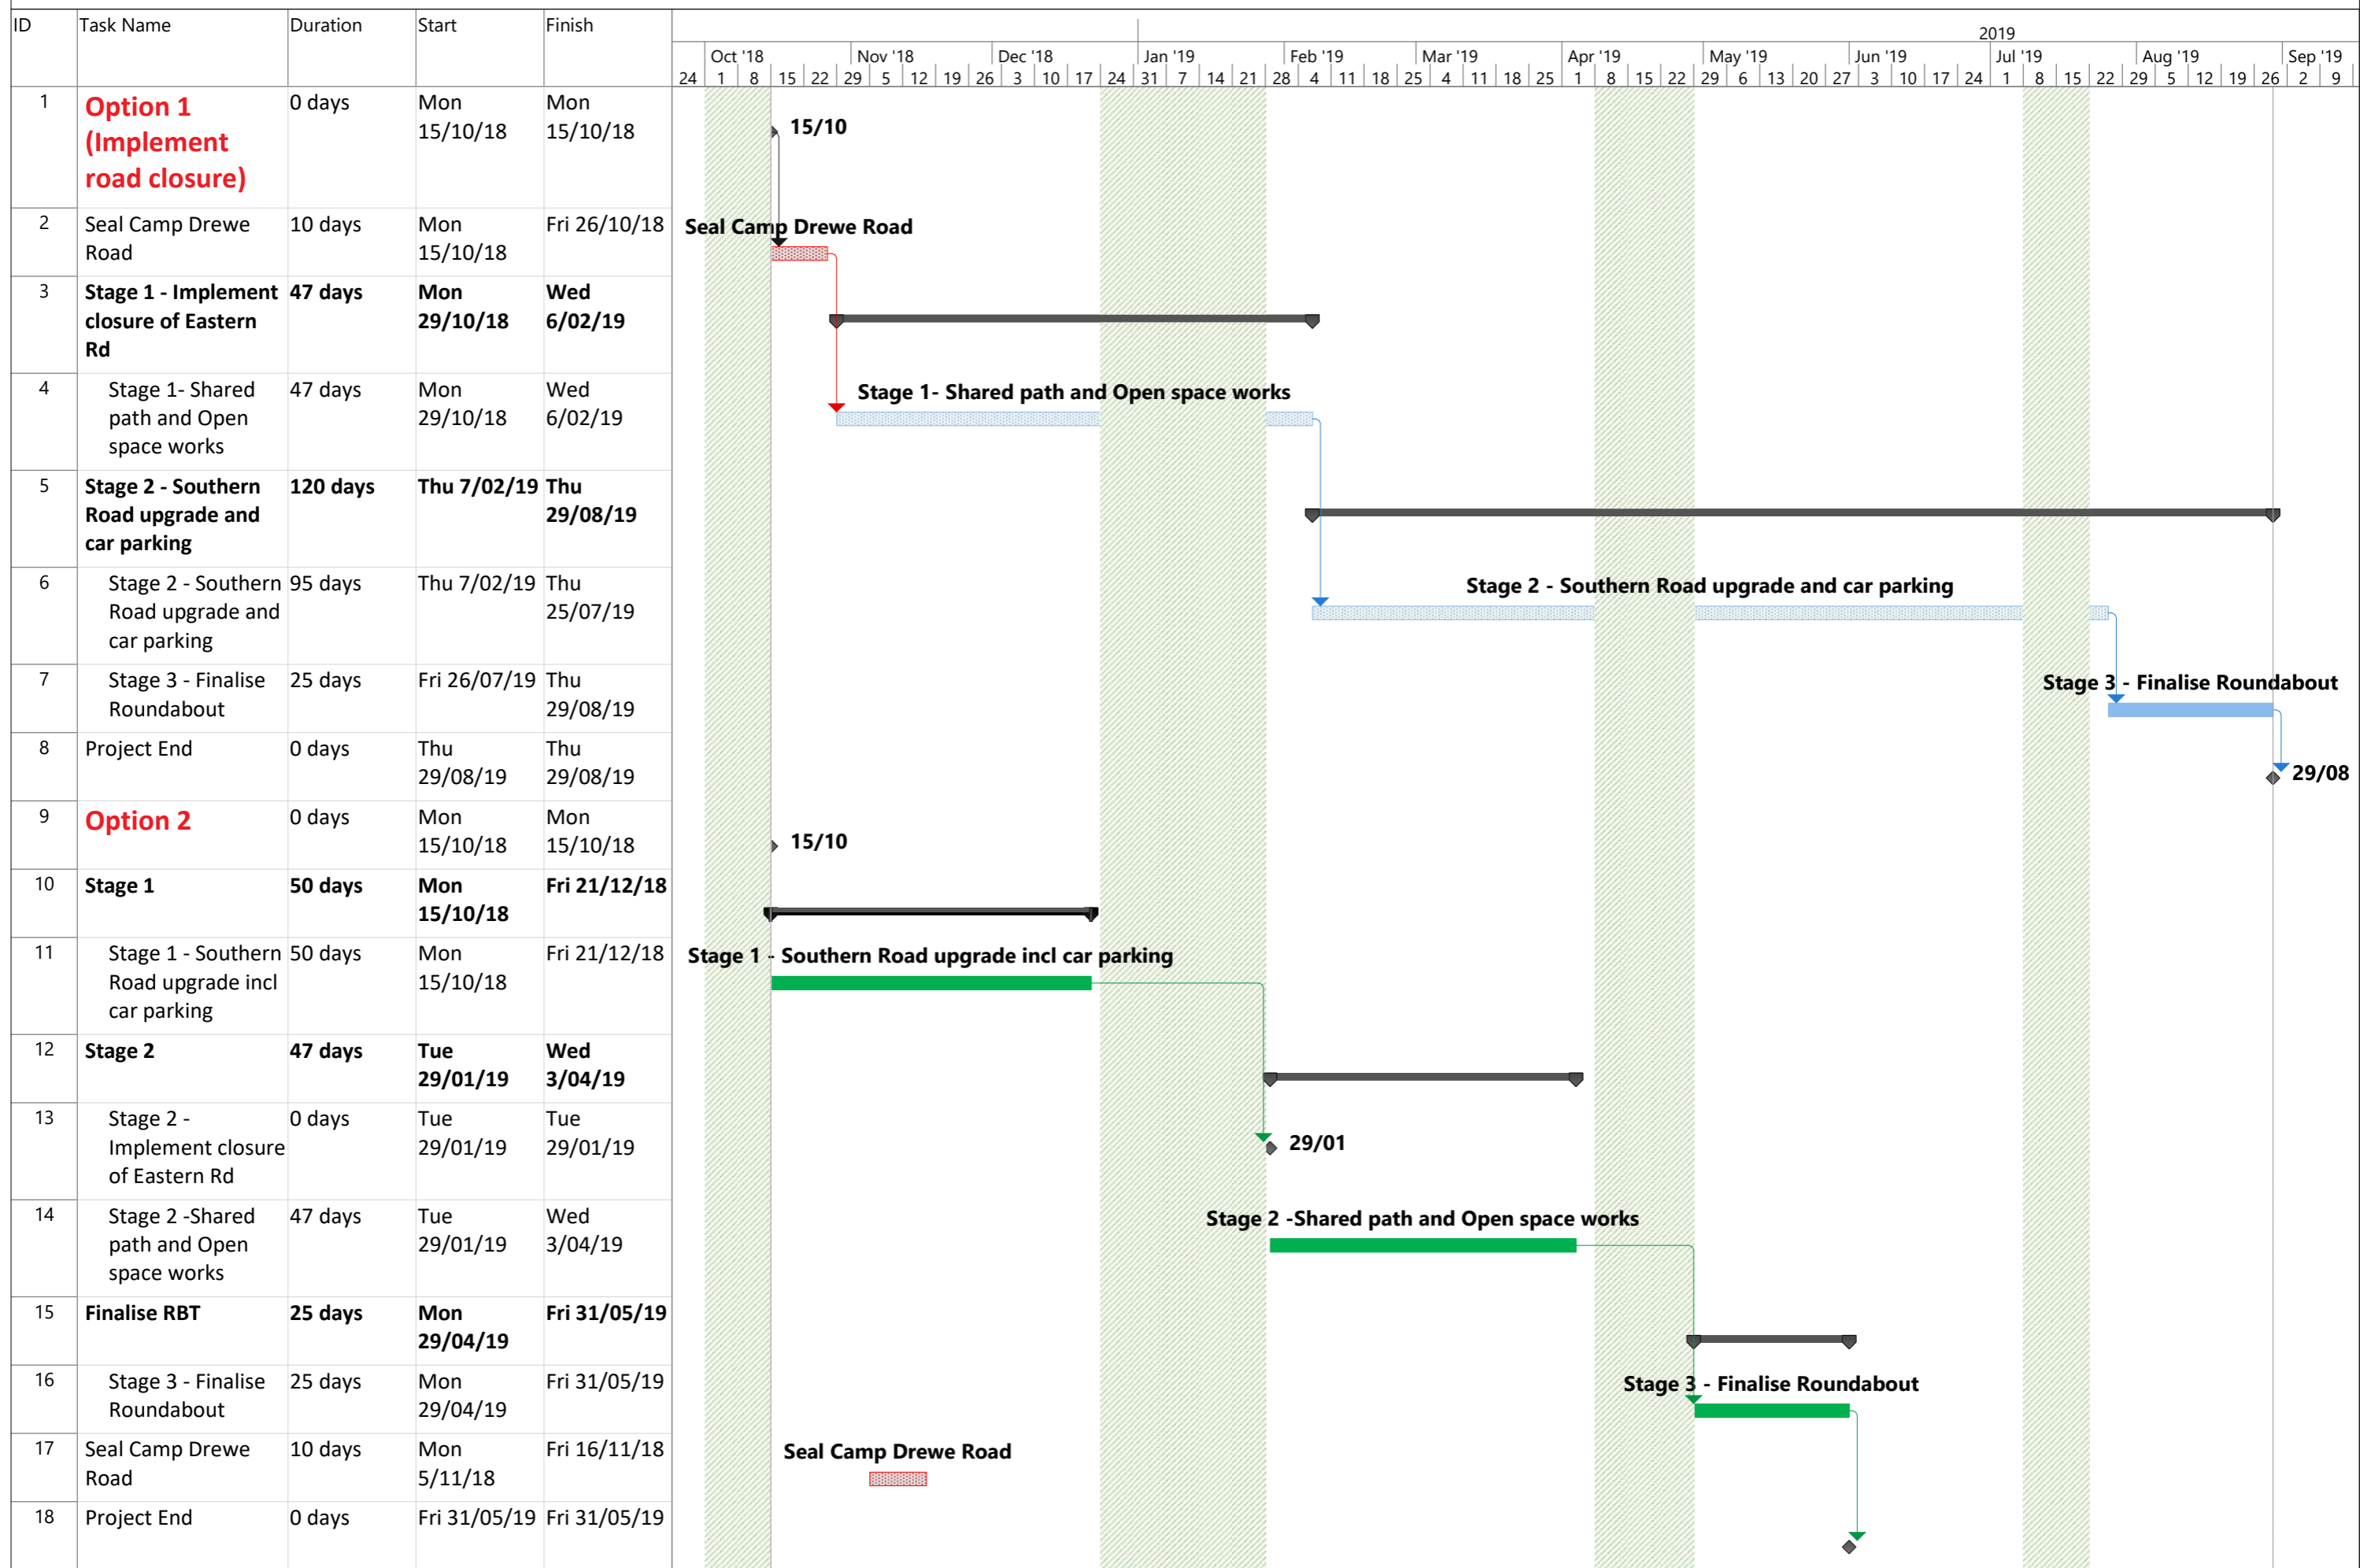 ID Task Name Duration Start Finish
2019
Oct '18 Nov '18 Dec '18 Jan '19 Feb '19 Mar '19 Apr '19 May '19 Jun '19 Jul '19 Aug '19 Sep '19
24 1 8 15 22 29 5 12 19 26 3 10 17 24 31 7 14 21 28 4 11 18 25 4 11 18 25 1 8 15 22 29 6 13 20 27 3 10 17 24 1 8 15 22 29 5 12 19 26 2 9
1 Option 1 0 days Mon Mon
(Implement 15/10/18 15/10/18 15/10
road closure)
2 Seal Camp Drewe 10 days Mon Fri 26/10/18 Seal Camp Drewe Road
Road 15/10/18
3 Stage 1 - Implement 47 days Mon Wed
closure of Eastern 29/10/18 6/02/19
Rd
4 Stage 1- Shared 47 days Mon Wed Stage 1- Shared path and Open space works
path and Open 29/10/18 6/02/19
space works
5 Stage 2 - Southern 120 days Thu 7/02/19 Thu
Road upgrade and 29/08/19
car parking
6 Stage 2 - Southern 95 days Thu 7/02/19 Thu Stage 2 - Southern Road upgrade and car parking
Road upgrade and 25/07/19
car parking
7 Stage 3 - Finalise 25 days Fri 26/07/19 Thu Stage 3 - Finalise Roundabout
Roundabout 29/08/19
8 Project End 0 days Thu Thu
29/08/19 29/08/19 29/08
9 Option 2 0 days Mon Mon
15/10/18 15/10/18 15/10
10 Stage 1 50 days Mon Fri 21/12/18
15/10/18
11 Stage 1 - Southern 50 days Mon Fri 21/12/18 Stage 1 - Southern Road upgrade incl car parking
Road upgrade incl 15/10/18
car parking
12 Stage 2 47 days Tue Wed
29/01/19 3/04/19
13 Stage 2 - 0 days Tue Tue
Implement closure 29/01/19 29/01/19 29/01
of Eastern Rd
14 Stage 2 -Shared 47 days Tue Wed Stage 2 -Shared path and Open space works
path and Open 29/01/19 3/04/19
space works
15 Finalise RBT 25 days Mon Fri 31/05/19
29/04/19
16 Stage 3 - Finalise 25 days Mon Fri 31/05/19 Stage 3 - Finalise Roundabout
Roundabout 29/04/19
17 Seal Camp Drewe 10 days Mon Fri 16/11/18 Seal Camp Drewe Road
Road 5/11/18
18 Project End 0 days Fri 31/05/19 Fri 31/05/19